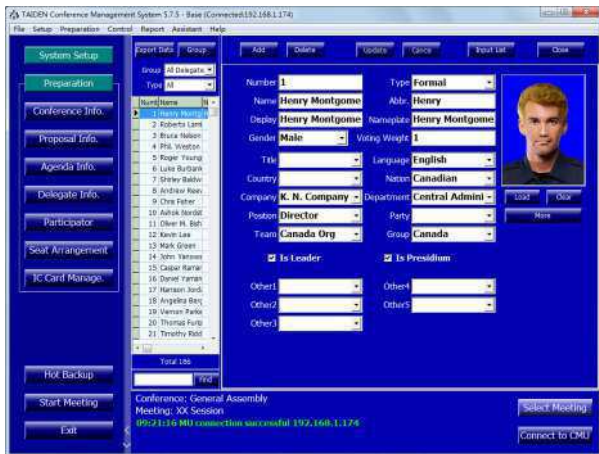 TAIDEN Conference Management System 5.7.5 - Base (Connected:192.168.1.174)
File Setup Preparation Control Report Assistant Help
System Setup
Preparation
Conference Info.
Proposal Info.
Agenda Info.
Delegate Info.
Participator
Seat Arrangement
IC Card Manage.
Hot Backup
Start Meeting
Exit
Export Data Group
Group All Delegate
Type All
Numb Name N
1 Henry Montg H
2 Roberta Lamb
3 Bruce Nelson
4 Phil. Weston
5 Roger Young
6 Luke Burbank
7 Shirley Baldw
8 Andrew Reev
9 Chris Fisher
10 Ashok Nordst
11 Oliver M. Bish
12 Kevin Lee
13 Mark Green
14 John Yanows
15 Caspar Ramar
16 Daniel Yaman
17 Harrison Jordi
18 Angelina Berg
19 Vernon Parke
20 Thomas Furlo
21 Timothy Ridd
Total 186
Find
Add Delete Update Cance Input List Close
Number 1 Type Formal
Name Henry Montgome Abbr. Henry
Display Henry Montgome Nameplate Henry Montgome
Gender Male Voting Weight 1
Title Language English
Country Nation Canadian
Company K. N. Company Department Central Admini
Position Director Party
Team Canada Org Group Canada
Is Leader Is Presidium
Other1 Other4
Other2 Other5
Other3
Load Clear
More
Conference: General Assembly
Meeting: XX Session
09:21:16 MU connection successful 192.168.1.174
Select Meeting
Connect to CMU